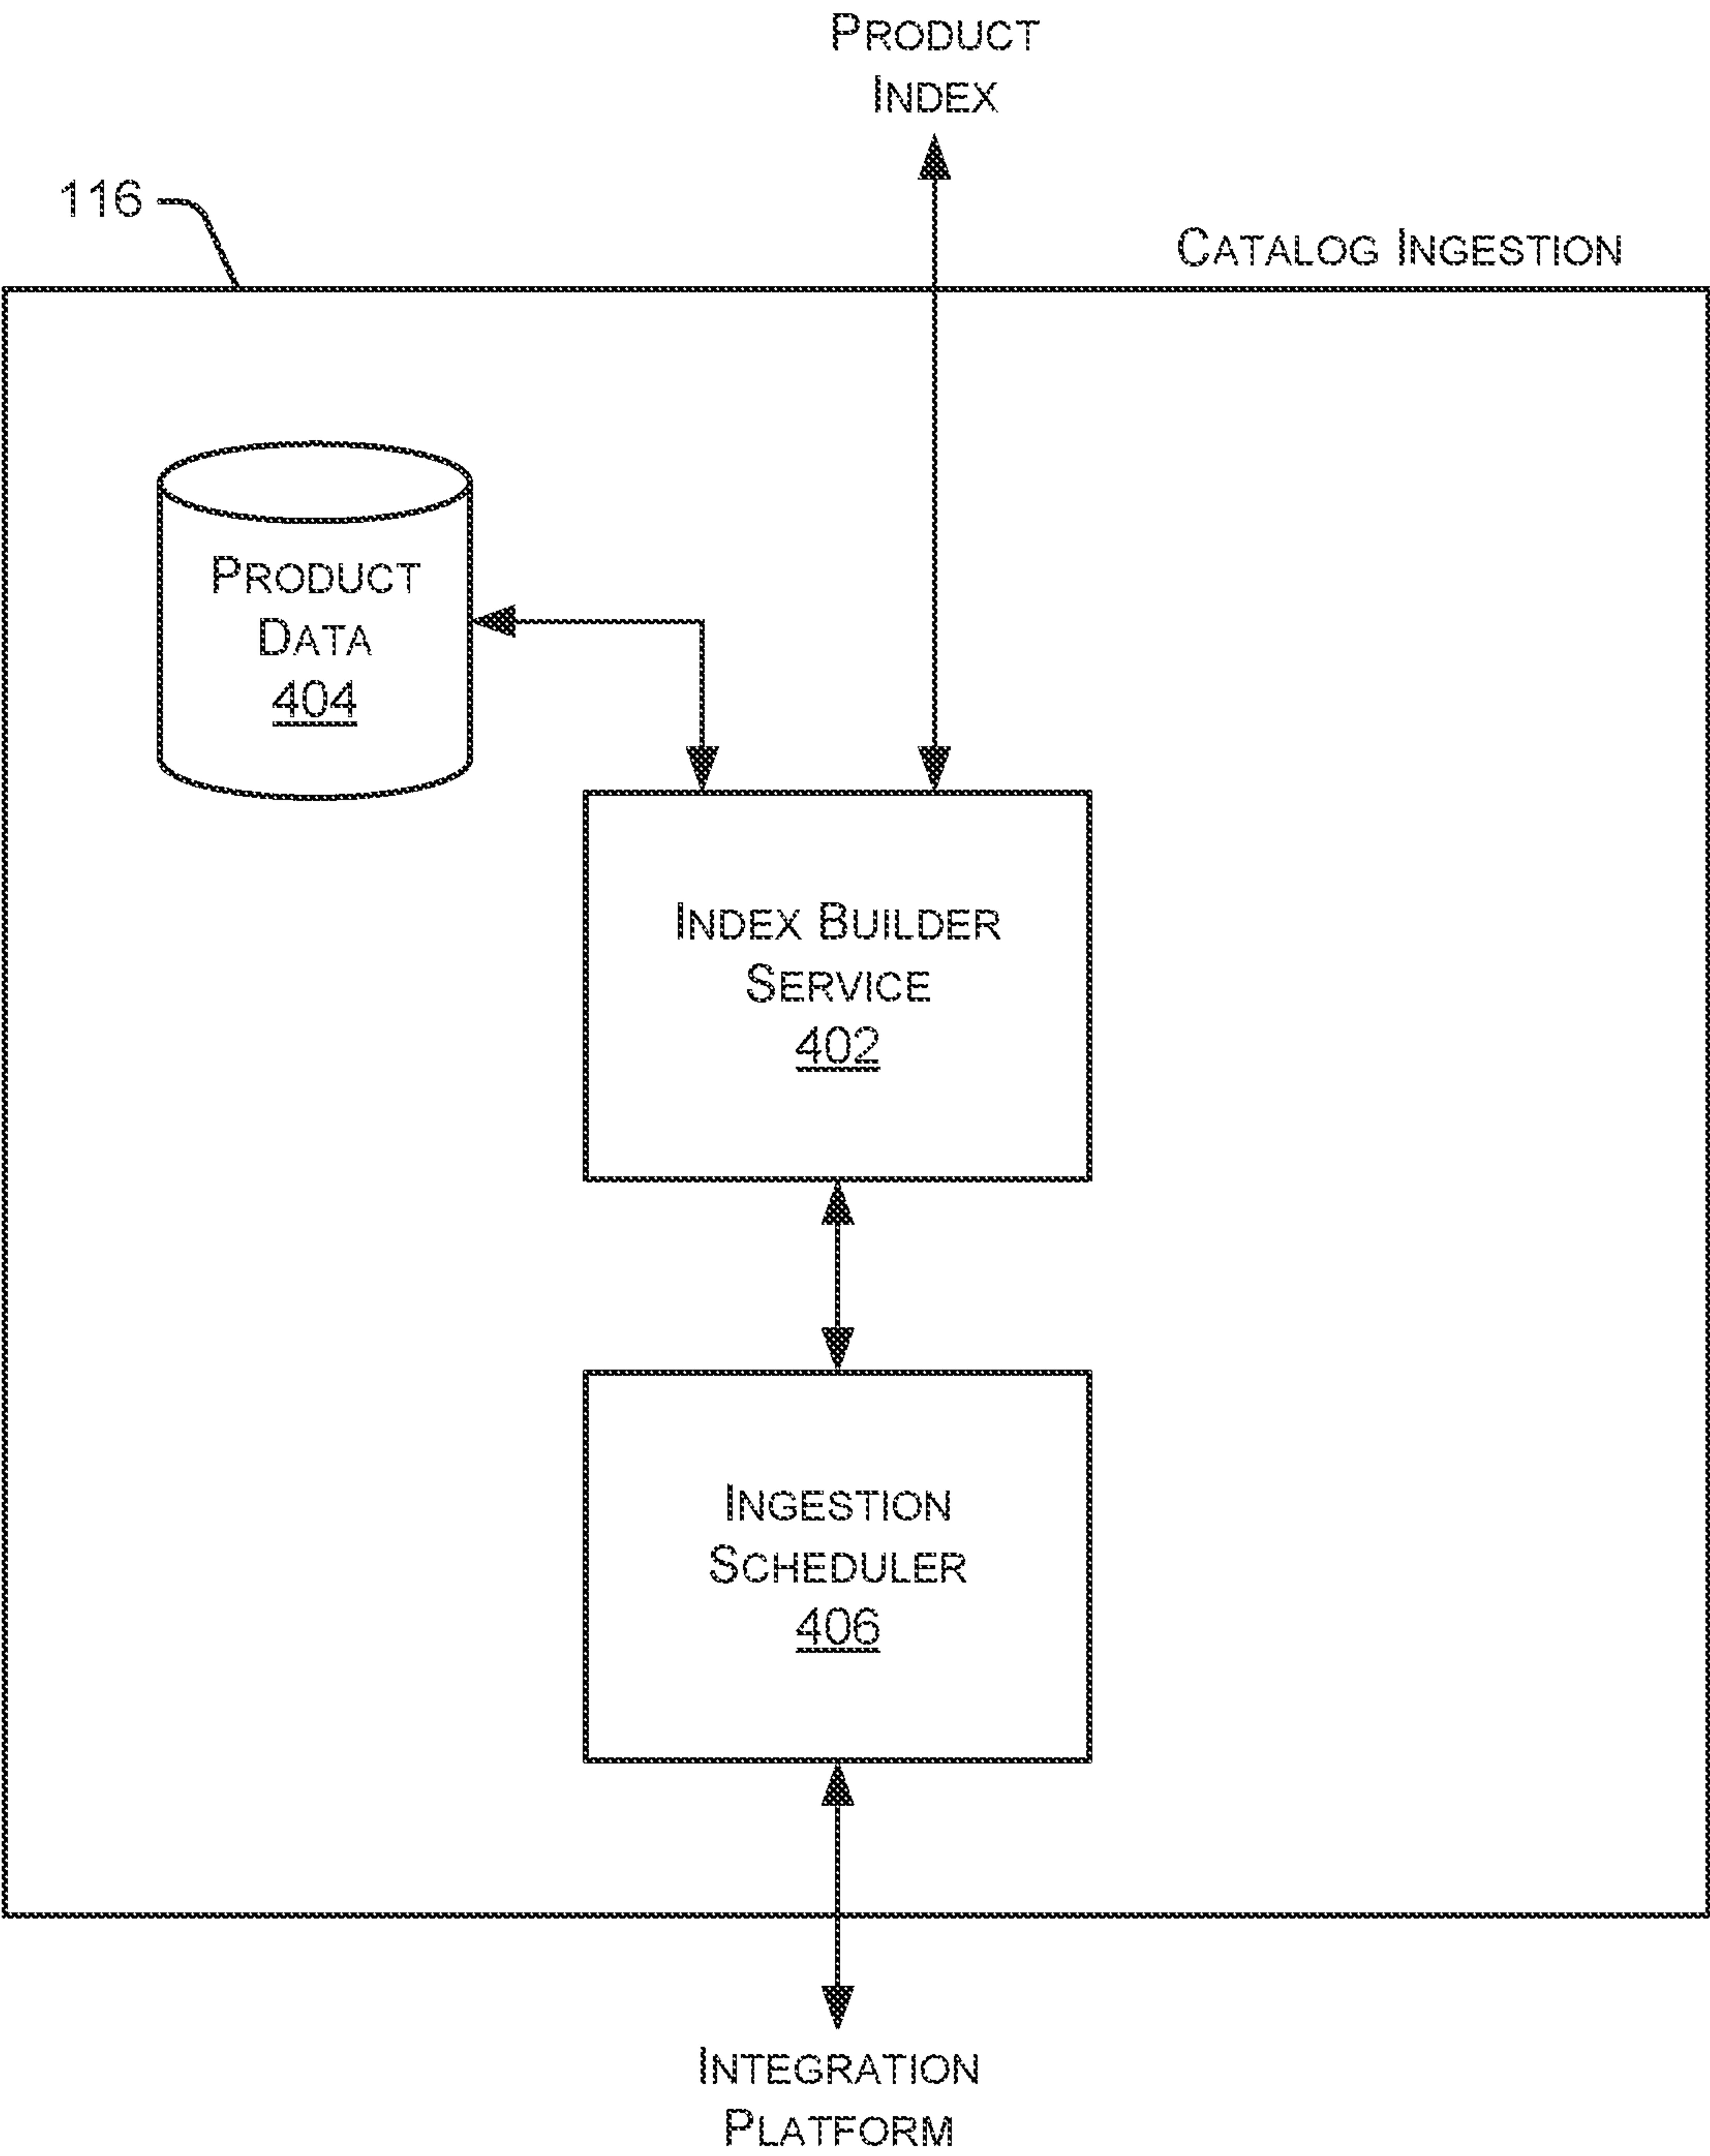 PRODUCT
INDEX
116
CATALOG INGESTION
PRODUCT
DATA
404
INDEX BUILDER
SERVICE
402
INGESTION
SCHEDULER
406
INTEGRATION
PLATFORM